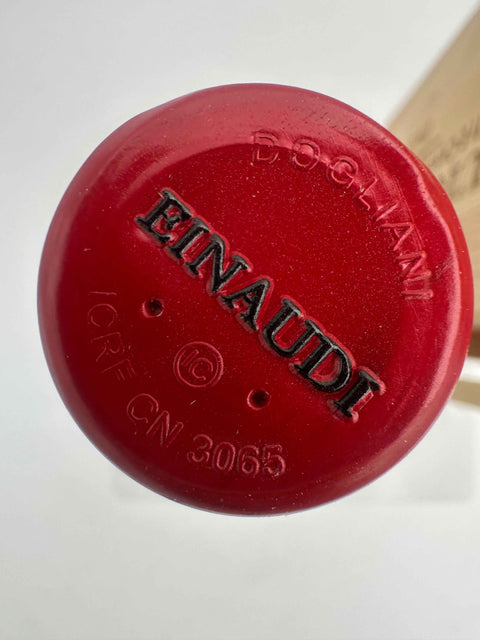 DOGLIANI
EINAUDI
IC
ICRF CN 3065